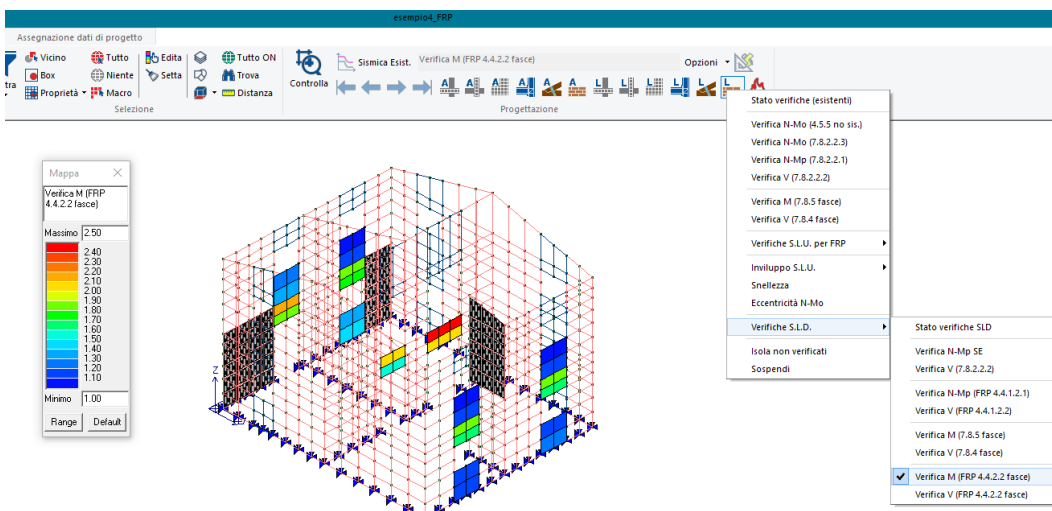 esempio4_FRP
Assegnazione dati di progetto
Vicino
Tutto
Edita
Tutto ON
Box
Niente
Setta
Trova
Proprietà
Macro
Distanza
Selezione
Controlla
Sismica Esist.
Verifica M (FRP 4.4.2.2 fasce)
Opzioni
A A A A A A L L L L L L
Progettazione
Mappa
Verifica M (FRP
4.4.2.2 fasce)
Massimo 2.50
2.40
2.30
2.20
2.10
2.00
1.90
1.80
1.70
1.60
1.50
1.40
1.30
1.20
1.10
Minimo 1.00
Range Default
Z
Stato verifiche (esistenti)
Verifica N-Mo (4.5.5 no sis.)
Verifica N-Mo (7.8.2.2.3)
Verifica N-Mp (7.8.2.2.1)
Verifica V (7.8.2.2.2)
Verifica M (7.8.5 fasce)
Verifica V (7.8.4 fasce)
Verifiche S.L.U. per FRP
Inviluppo S.L.U.
Snellezza
Eccentricità N-Mo
Verifiche S.L.D.
Isola non verificati
Sospendi
Stato verifiche SLD
Verifica N-Mp SE
Verifica V (7.8.2.2.2)
Verifica N-Mp (FRP 4.4.1.2.1)
Verifica V (FRP 4.4.1.2.2)
Verifica M (7.8.5 fasce)
Verifica V (7.8.4 fasce)
Verifica M (FRP 4.4.2.2 fasce)
Verifica V (FRP 4.4.2.2 fasce)